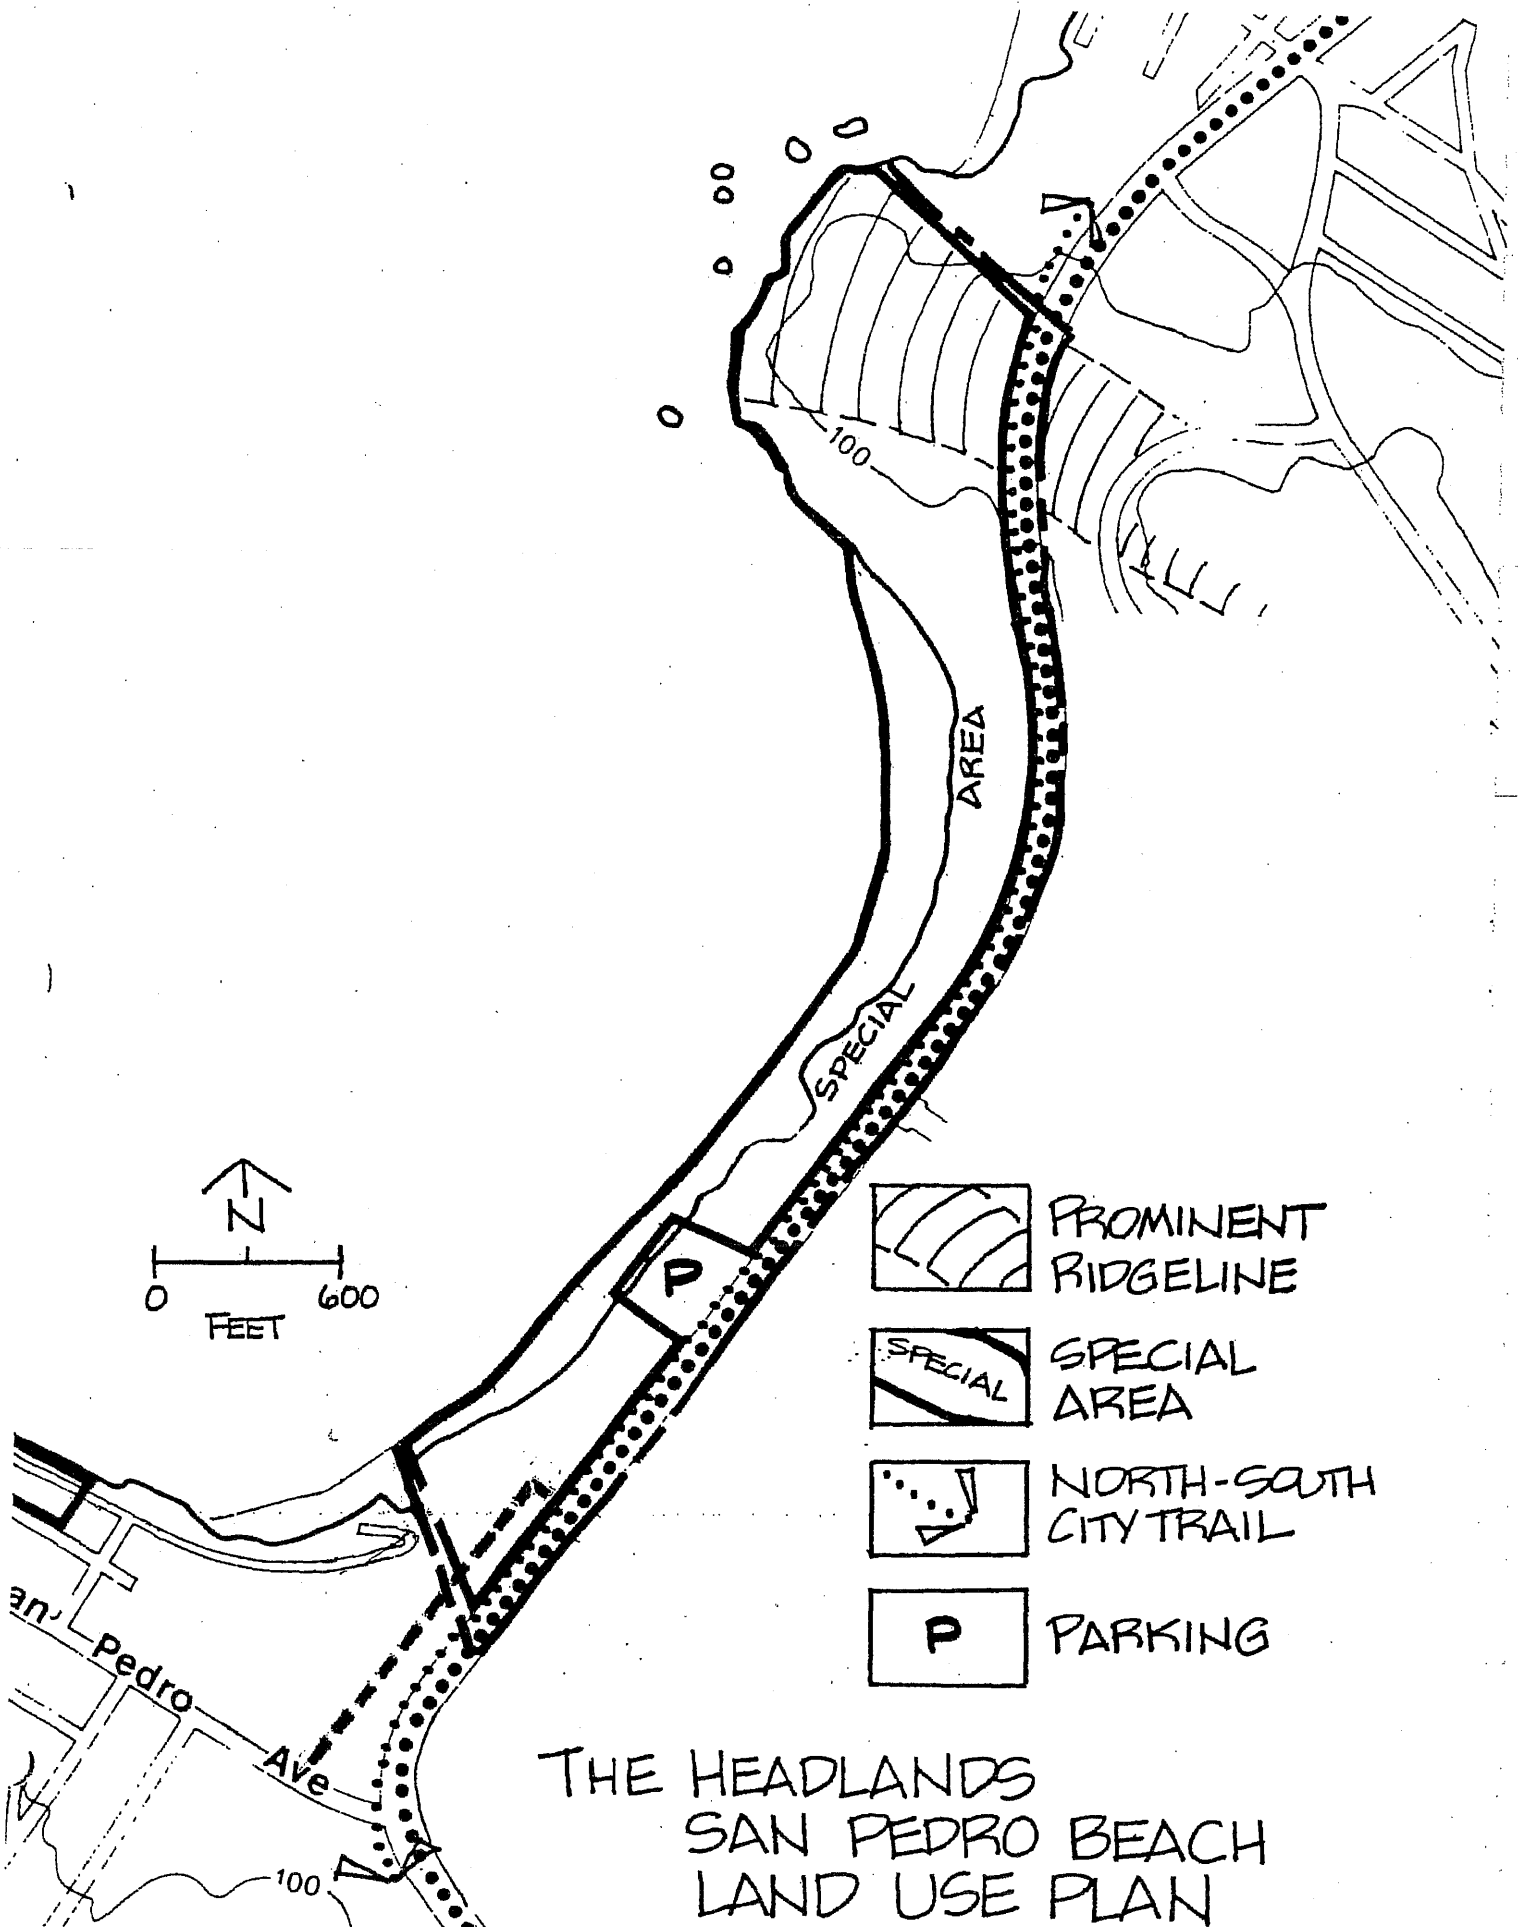 100
AREA
SPECIAL
N
0 600
FEET
P
PROMINENT
RIDGELINE
SPECIAL
SPECIAL
AREA
NORTH-SOUTH
CITY TRAIL
P
PARKING
an
Pedro
Ave
100
THE HEADLANDS
SAN PEDRO BEACH
LAND USE PLAN